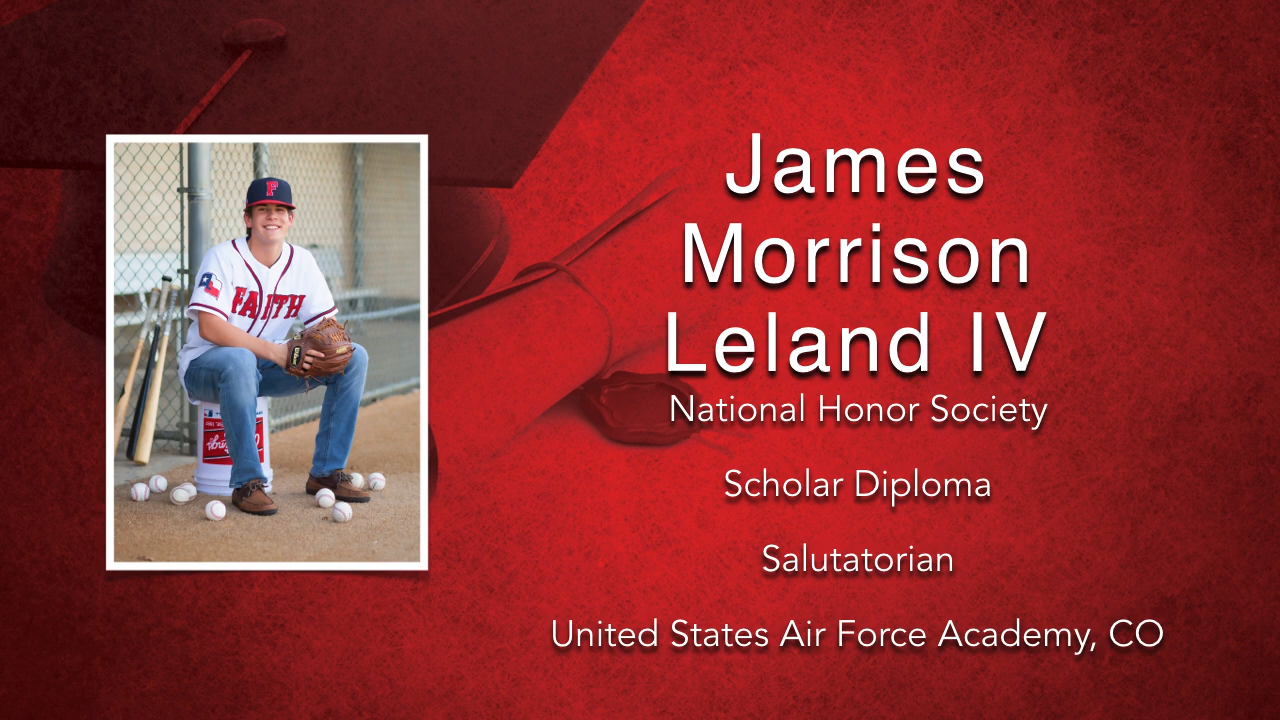 James
Morrison
Leland IV
National Honor Society
Scholar Diploma
Salutatorian
United States Air Force Academy, CO
F
FAITH